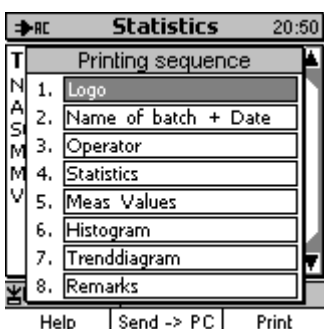 AC Statistics 20:50
Printing sequence
1. Logo
2. Name of batch + Date
3. Operator
4. Statistics
5. Meas Values
6. Histogram
7. Trenddiagram
8. Remarks
Help Send -> PC Print